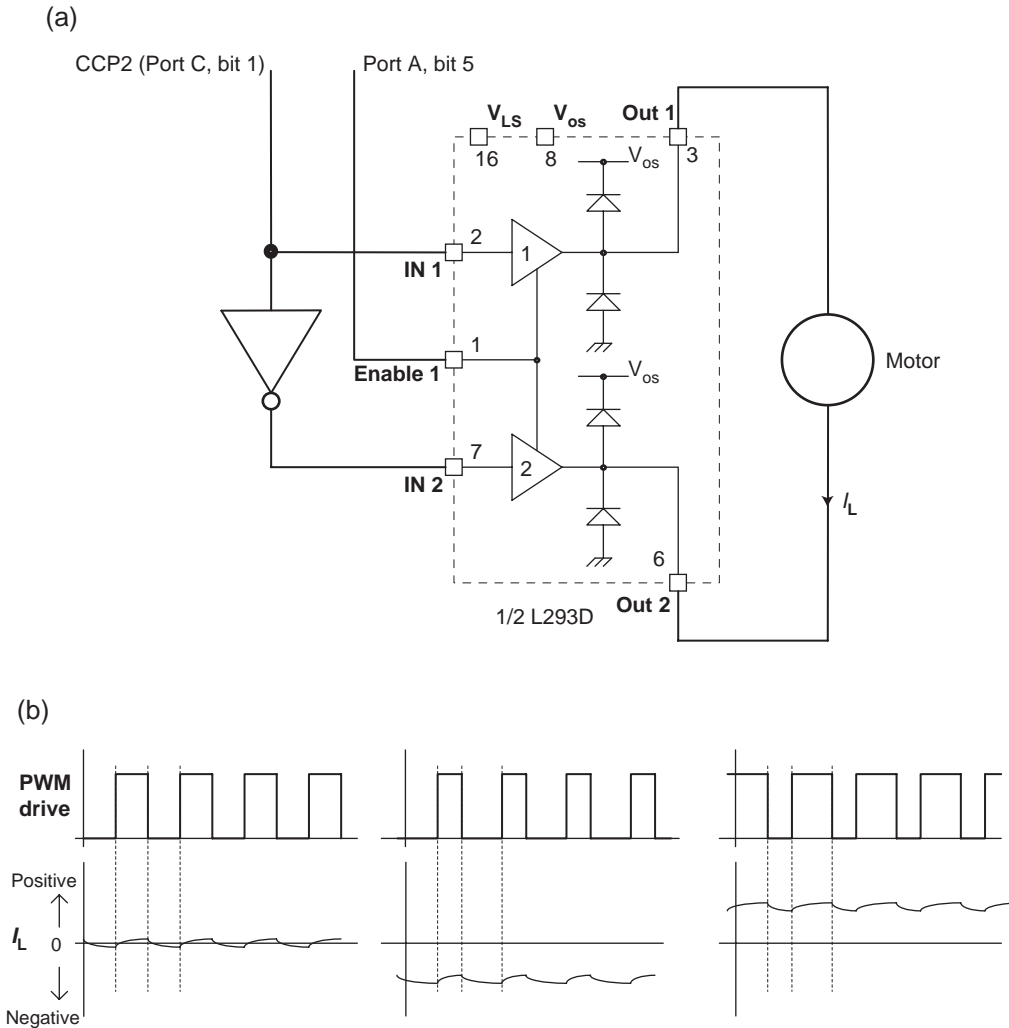 (a)
CCP2 (Port C, bit 1)
Port A, bit 5
V_LS
V_os
Out 1
16
8
3
V_os
2
1
IN 1
1
Enable 1
V_os
Motor
7
2
IN 2
I_L
6
Out 2
1/2 L293D
(b)
PWM
drive
Positive
I_L
0
Negative